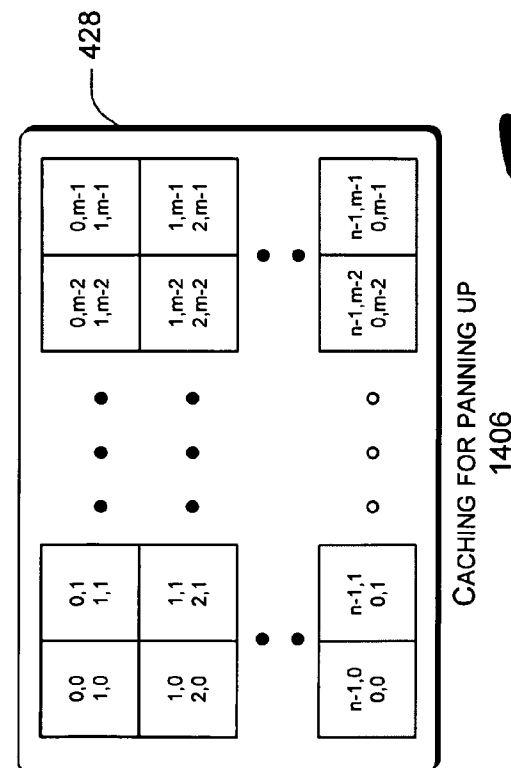 428
0,0 0,1 0,m-2 0,m-1
1,0 1,1 1,m-2 1,m-1
1,0 1,1 1,m-2 1,m-1
2,0 2,1 2,m-2 2,m-1
n-1,0 n-1,1 n-1,m-2 n-1,m-1
0,0 0,1 0,m-2 0,m-1
CACHING FOR PANNING UP
1406